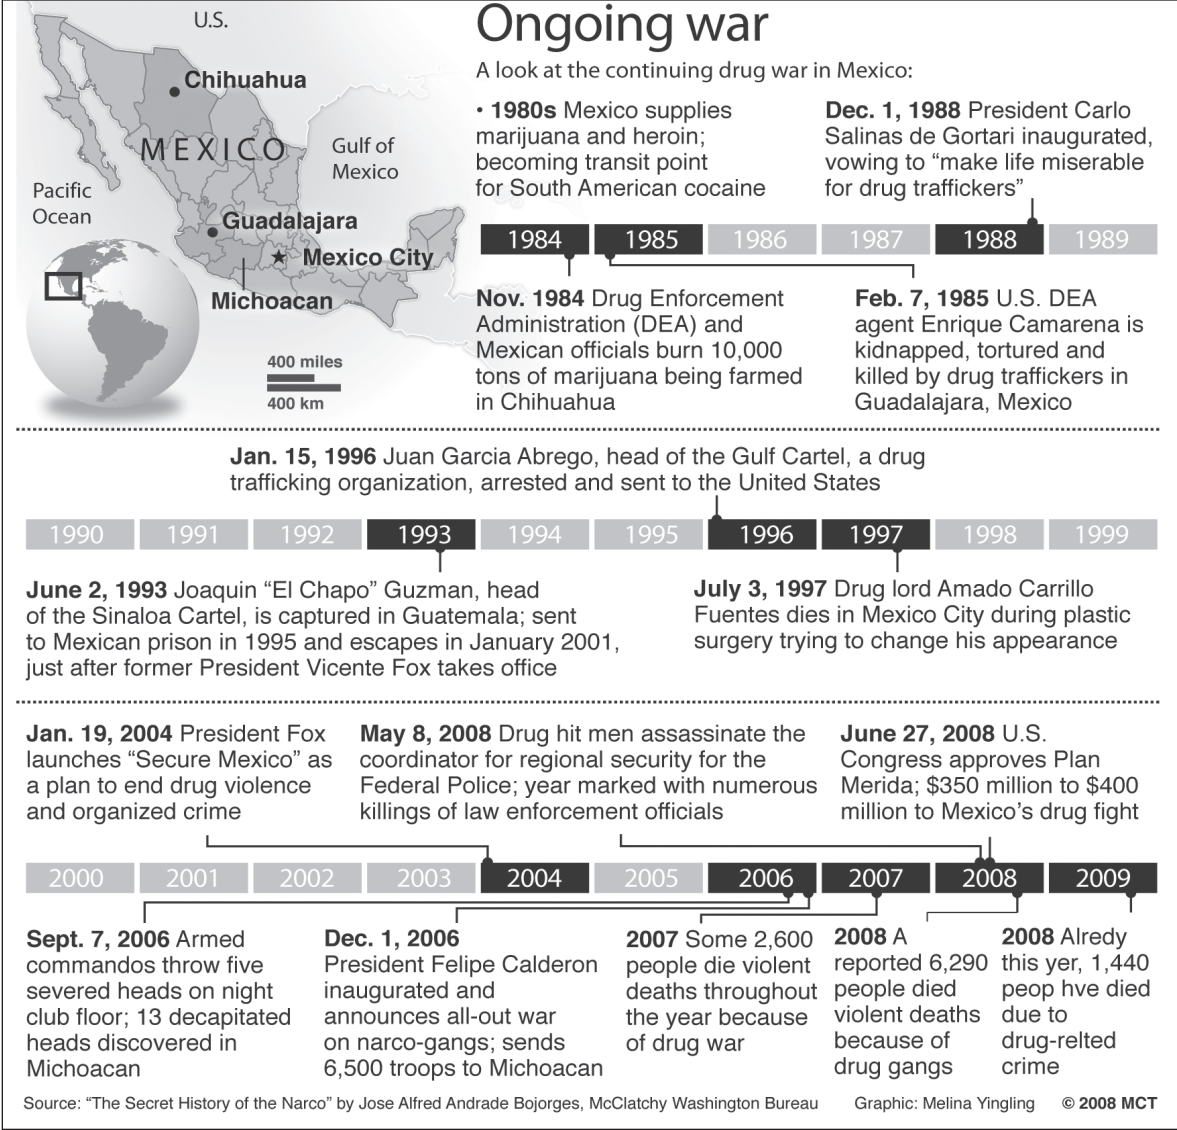 Ongoing war
A look at the continuing drug war in Mexico:
U.S.
Chihuahua
MEXICO
Gulf of
Mexico
Pacific
Ocean
Guadalajara
Mexico City
Michoacan
400 miles
400 km
• 1980s Mexico supplies
marijuana and heroin;
becoming transit point
for South American cocaine
Dec. 1, 1988 President Carlo
Salinas de Gortari inaugurated,
vowing to “make life miserable
for drug traffickers”
1984 1985 1986 1987 1988 1989
Nov. 1984 Drug Enforcement
Administration (DEA) and
Mexican officials burn 10,000
tons of marijuana being farmed
in Chihuahua
Feb. 7, 1985 U.S. DEA
agent Enrique Camarena is
kidnapped, tortured and
killed by drug traffickers in
Guadalajara, Mexico
Jan. 15, 1996 Juan Garcia Abrego, head of the Gulf Cartel, a drug
trafficking organization, arrested and sent to the United States
1990 1991 1992 1993 1994 1995 1996 1997 1998 1999
June 2, 1993 Joaquin “El Chapo” Guzman, head
of the Sinaloa Cartel, is captured in Guatemala; sent
to Mexican prison in 1995 and escapes in January 2001,
just after former President Vicente Fox takes office
July 3, 1997 Drug lord Amado Carrillo
Fuentes dies in Mexico City during plastic
surgery trying to change his appearance
Jan. 19, 2004 President Fox
launches “Secure Mexico” as
a plan to end drug violence
and organized crime
May 8, 2008 Drug hit men assassinate the
coordinator for regional security for the
Federal Police; year marked with numerous
killings of law enforcement officials
June 27, 2008 U.S.
Congress approves Plan
Merida; $350 million to $400
million to Mexico’s drug fight
2000 2001 2002 2003 2004 2005 2006 2007 2008 2009
Sept. 7, 2006 Armed
commandos throw five
severed heads on night
club floor; 13 decapitated
heads discovered in
Michoacan
Dec. 1, 2006
President Felipe Calderon
inaugurated and
announces all-out war
on narco-gangs; sends
6,500 troops to Michoacan
2007 Some 2,600
people die violent
deaths throughout
the year because
of drug war
2008 A
reported 6,290
people died
violent deaths
because of
drug gangs
2008 Alredy
this yer, 1,440
peop hve died
due to
drug-relted
crime
Source: “The Secret History of the Narco” by Jose Alfred Andrade Bojorges, McClatchy Washington Bureau
Graphic: Melina Yingling
© 2008 MCT